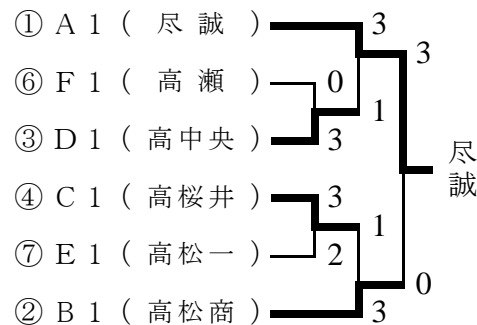 ① A 1 ( 尽 誠 ) 3
3
⑥ F 1 ( 高 瀬 ) 0
1
③ D 1 ( 高中央 ) 3
尽誠
④ C 1 ( 高桜井 ) 3
1
⑦ E 1 ( 高松一 ) 2
0
② B 1 ( 高松商 ) 3